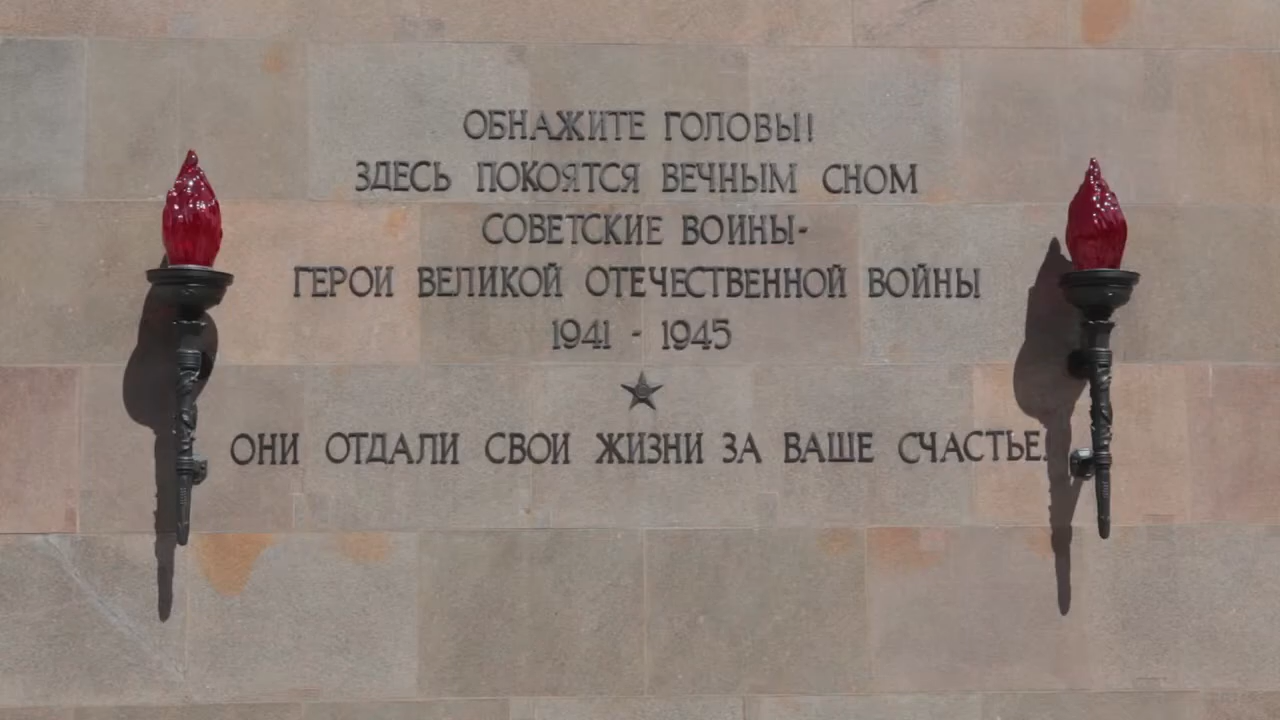 ОБНАЖИТЕ ГОЛОВЫ!
ЗДЕСЬ ПОКОЯТСЯ ВЕЧНЫМ СНОМ
СОВЕТСКИЕ ВОИНЫ-
ГЕРОИ ВЕЛИКОЙ ОТЕЧЕСТВЕННОЙ ВОЙНЫ
1941 - 1945
ОНИ ОТДАЛИ СВОИ ЖИЗНИ ЗА ВАШЕ СЧАСТЬЕ!